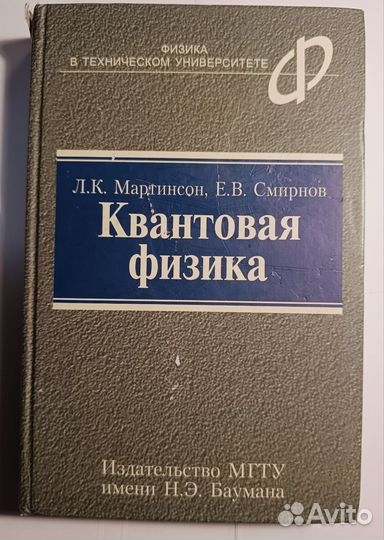 ФИЗИКА
В ТЕХНИЧЕСКОМ УНИВЕРСИТЕТЕ
Ф
Л.К. Мартинсон, Е.В. Смирнов
Квантовая
физика
Издательство МГТУ
имени Н.Э. Баумана
Avito